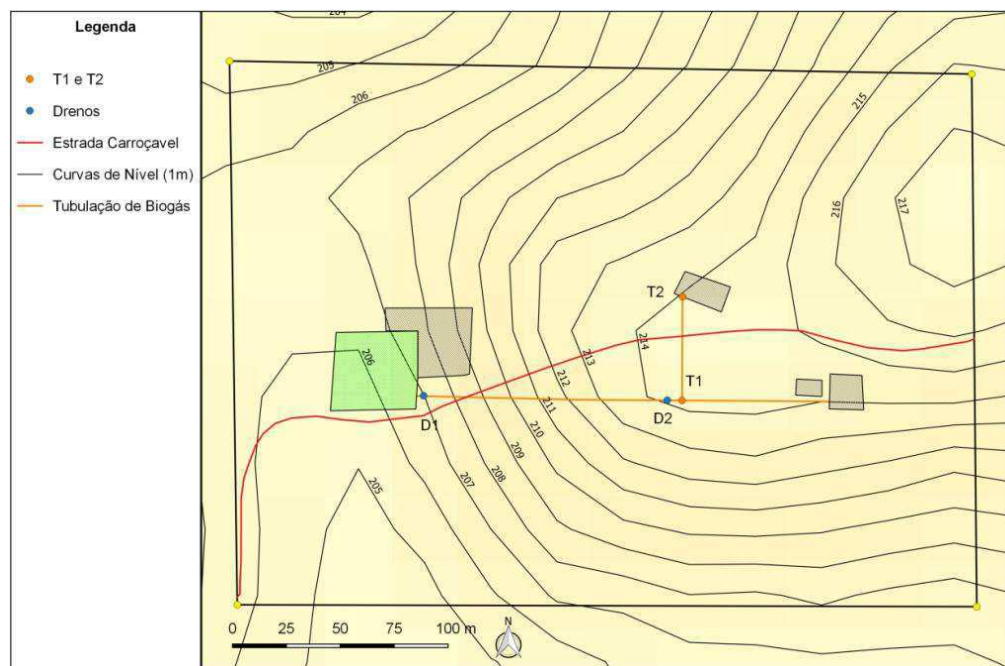 Legenda
T1 e T2
Drenos
Estrada Carroçavel
Curvas de Nível (1m)
Tubulação de Biogás
204
205
206
215
216
217
T2
214
213
206
T1
212
211
D1
D2
210
209
208
207
205
0 25 50 75 100 m
N